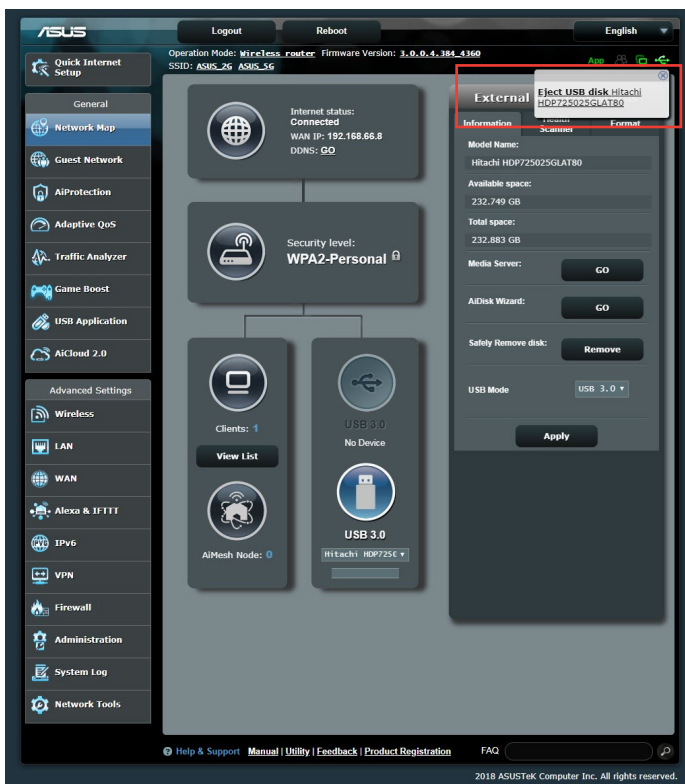 ASUS
Logout
Reboot
English
Quick Internet
Setup
Operation Mode: Wireless router Firmware Version: 3.0.0.4.384_4360
SSID: ASUS_2G ASUS_5G
App
General
Network Map
Guest Network
AiProtection
Adaptive QoS
Traffic Analyzer
Game Boost
USB Application
AiCloud 2.0
Advanced Settings
Wireless
LAN
WAN
Alexa & IFTTT
IPv6
VPN
Firewall
Administration
System Log
Network Tools
Internet status:
Connected
WAN IP: 192.168.66.8
DDNS: GO
Security level:
WPA2-Personal
Clients: 1
View List
AiMesh Node: 0
USB 3.0
No Device
USB 3.0
Hitachi HDP725C
External
Eject USB disk Hitachi
HDP725025GLAT80
Information
Health
Scanner
Format
Model Name:
Hitachi HDP725025GLAT80
Available space:
232.749 GB
Total space:
232.883 GB
Media Server:
GO
AiDisk Wizard:
GO
Safely Remove disk:
Remove
USB Mode
USB 3.0
Apply
Help & Support Manual | Utility | Feedback | Product Registration
FAQ
2018 ASUSTeK Computer Inc. All rights reserved.